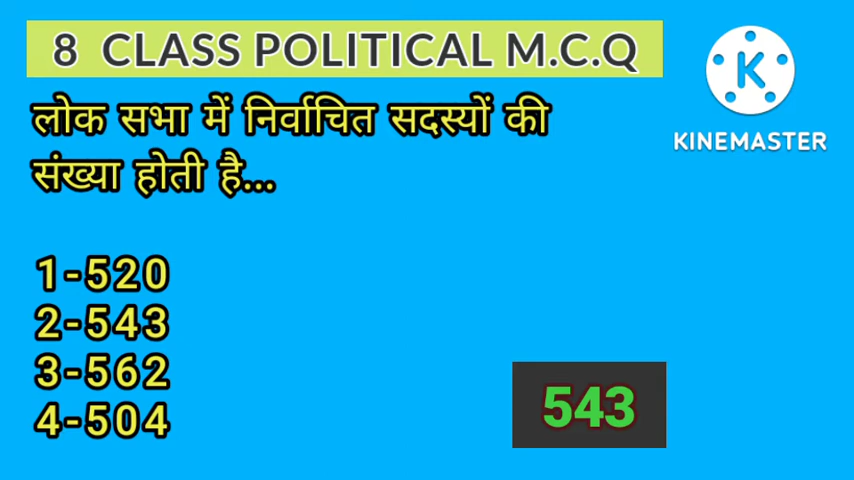 8 CLASS POLITICAL M.C.Q
KINEMASTER
लोक सभा में निर्वाचित सदस्यों की
संख्या होती है...
1-520
2-543
3-562
4-504
543